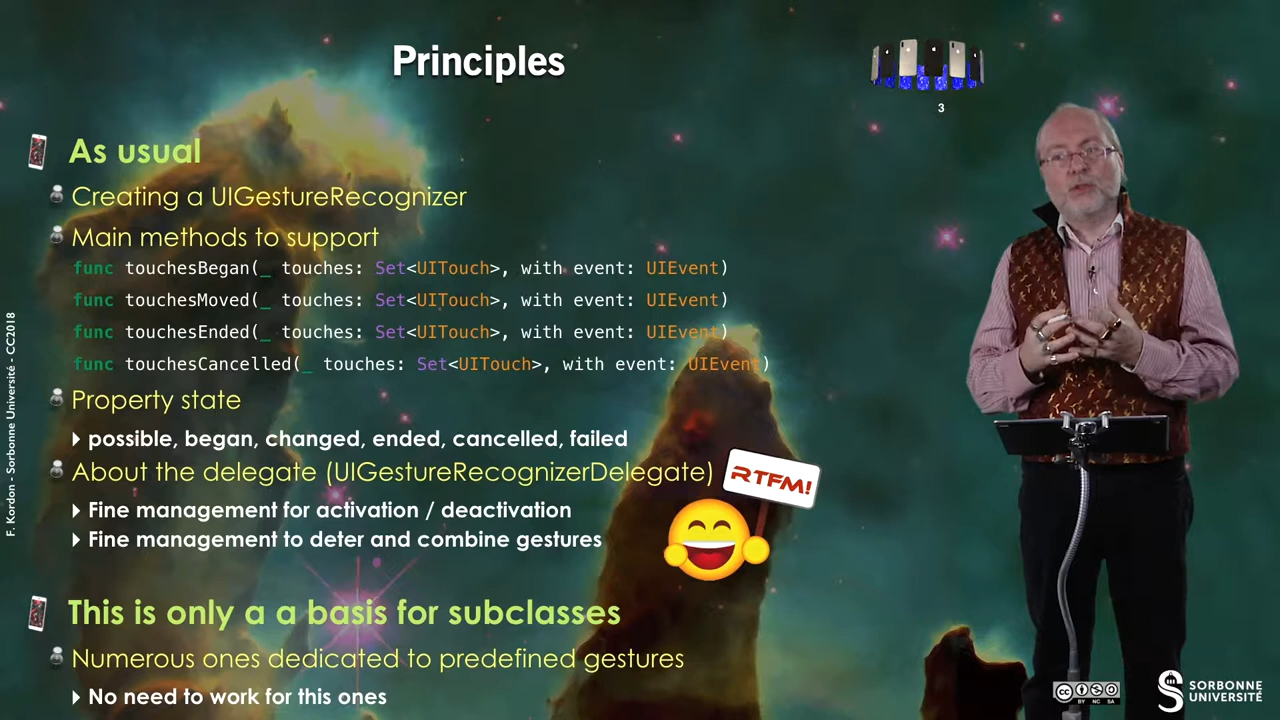 Principles
3
As usual
Creating a UIGestureRecognizer
Main methods to support
func touchesBegan(_ touches: Set<UITouch>, with event: UIEvent)
func touchesMoved(_ touches: Set<UITouch>, with event: UIEvent)
func touchesEnded(_ touches: Set<UITouch>, with event: UIEvent)
func touchesCancelled(_ touches: Set<UITouch>, with event: UIEvent)
Property state
possible, began, changed, ended, cancelled, failed
About the delegate (UIGestureRecognizerDelegate)
RTFM!
Fine management for activation / deactivation
Fine management to deter and combine gestures
This is only a a basis for subclasses
Numerous ones dedicated to predefined gestures
No need to work for this ones
F. Kordon - Sorbonne Université - CC2018
CC
BY NC SA
SORBONNE
UNIVERSITÉ